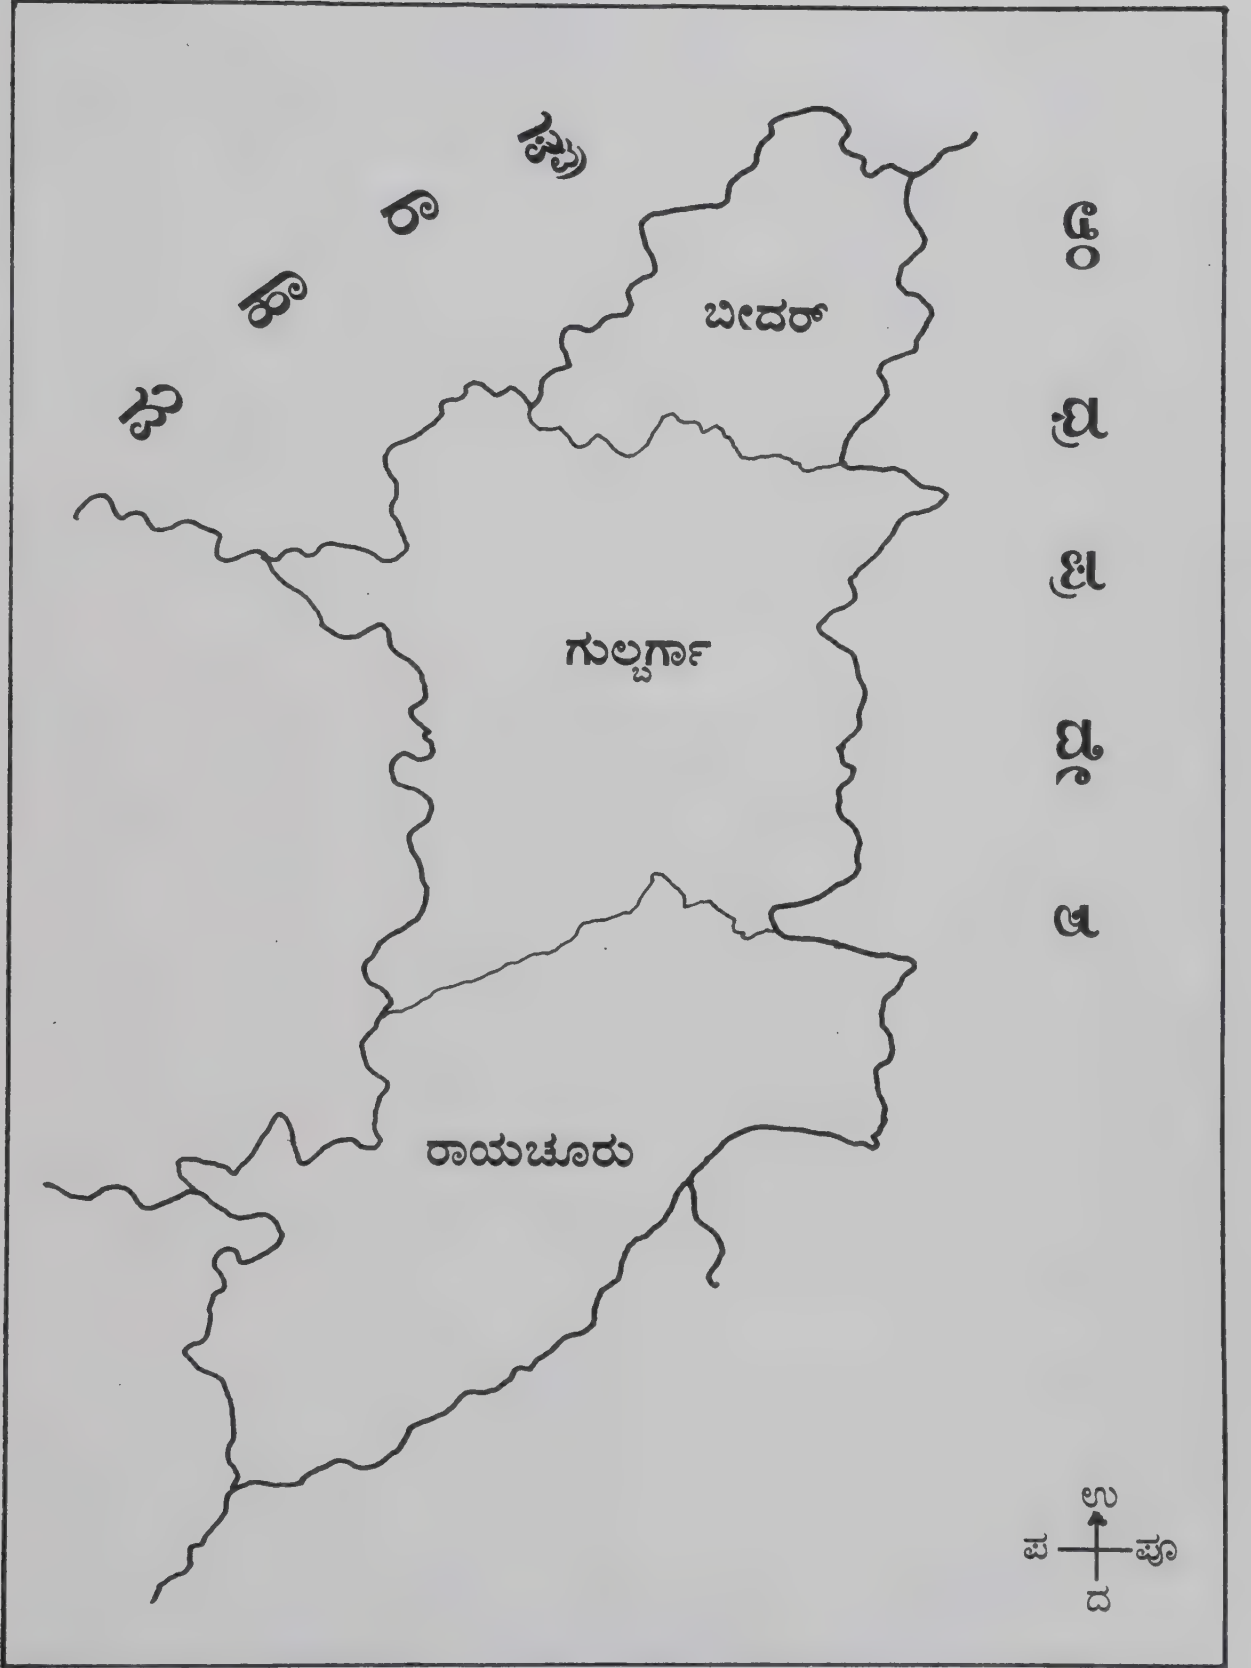 ಮಹಾರಾಷ್ಟ್ರ
ಆಂಧ್ರಪ್ರದೇಶ
ಬೀದರ್
ಗುಲ್ಬರ್ಗಾ
ರಾಯಚೂರು
ಉ
ಪ ಪೂ
ದ